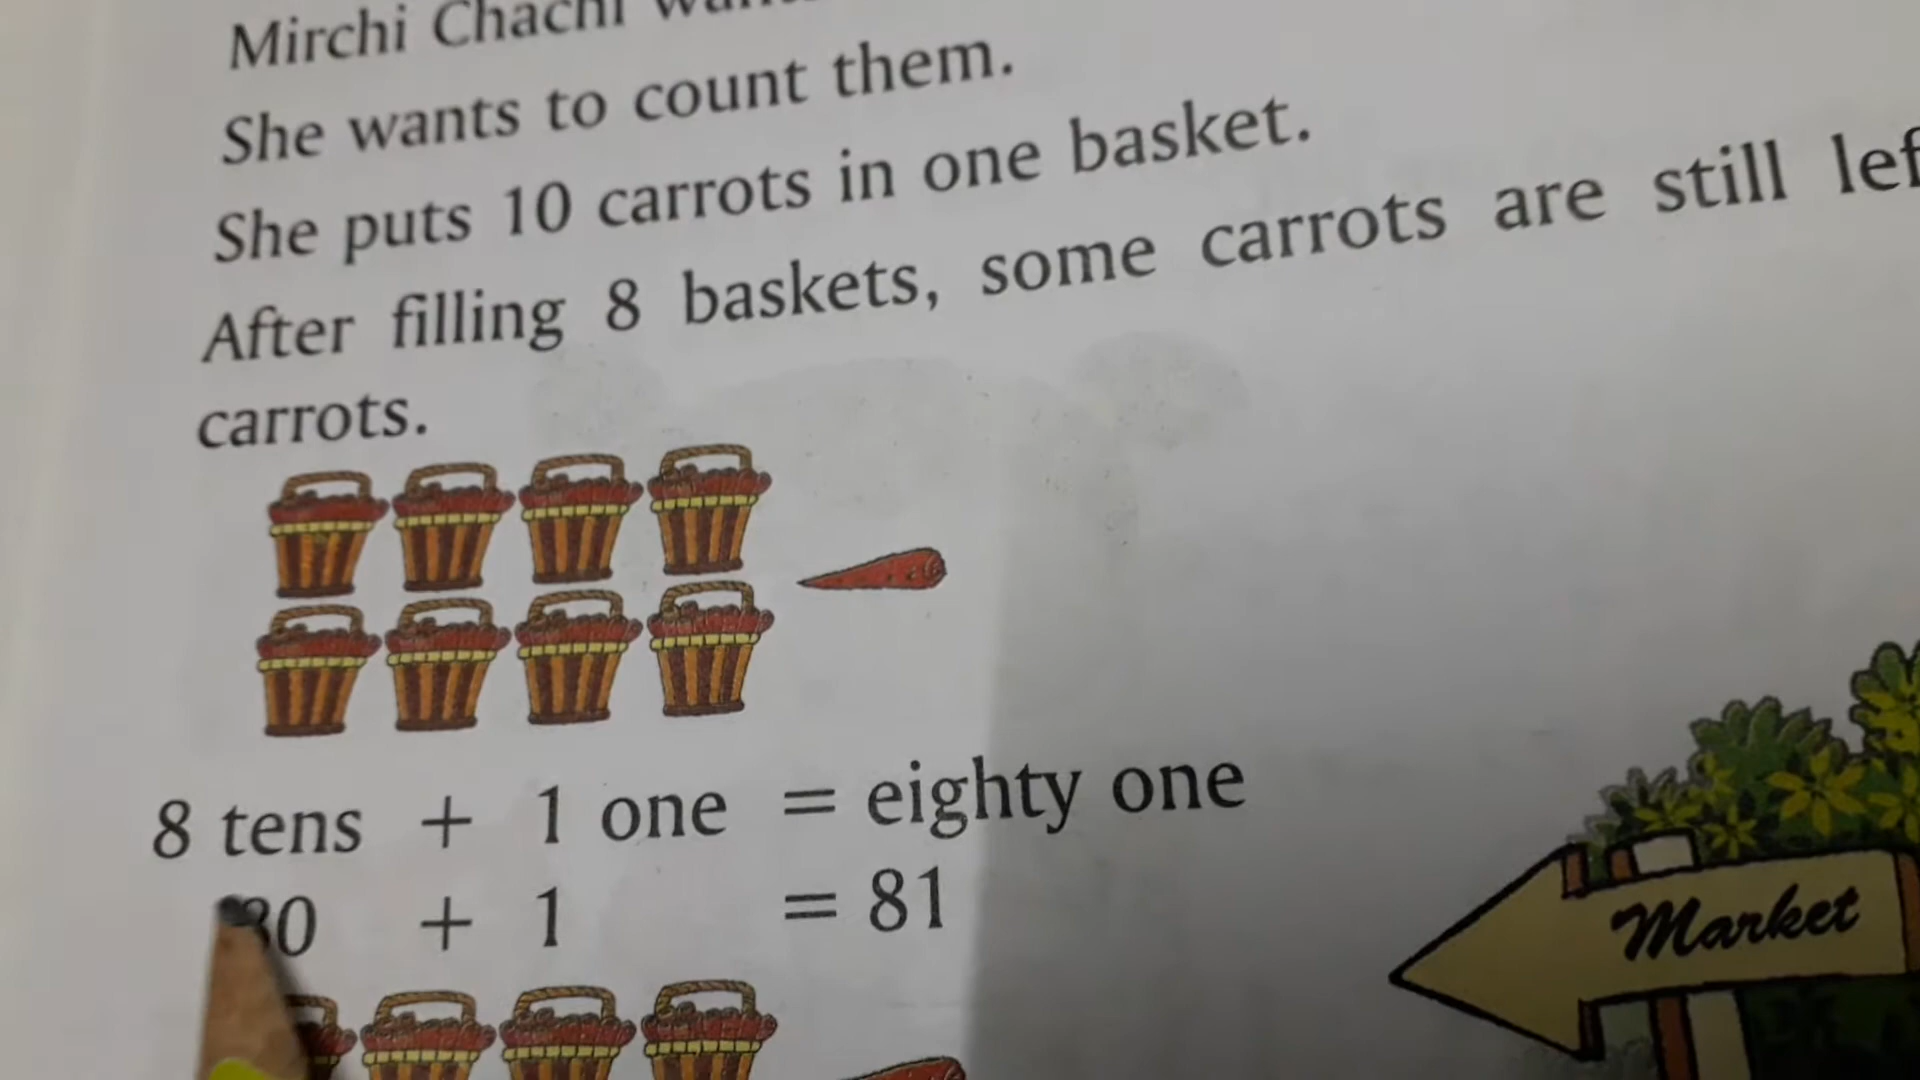 Mirchi Chachi
She wants to count them.
She puts 10 carrots in one basket.
After filling 8 baskets, some carrots are still
carrots.
8 tens + 1 one = eighty one
80 + 1 = 81
Market